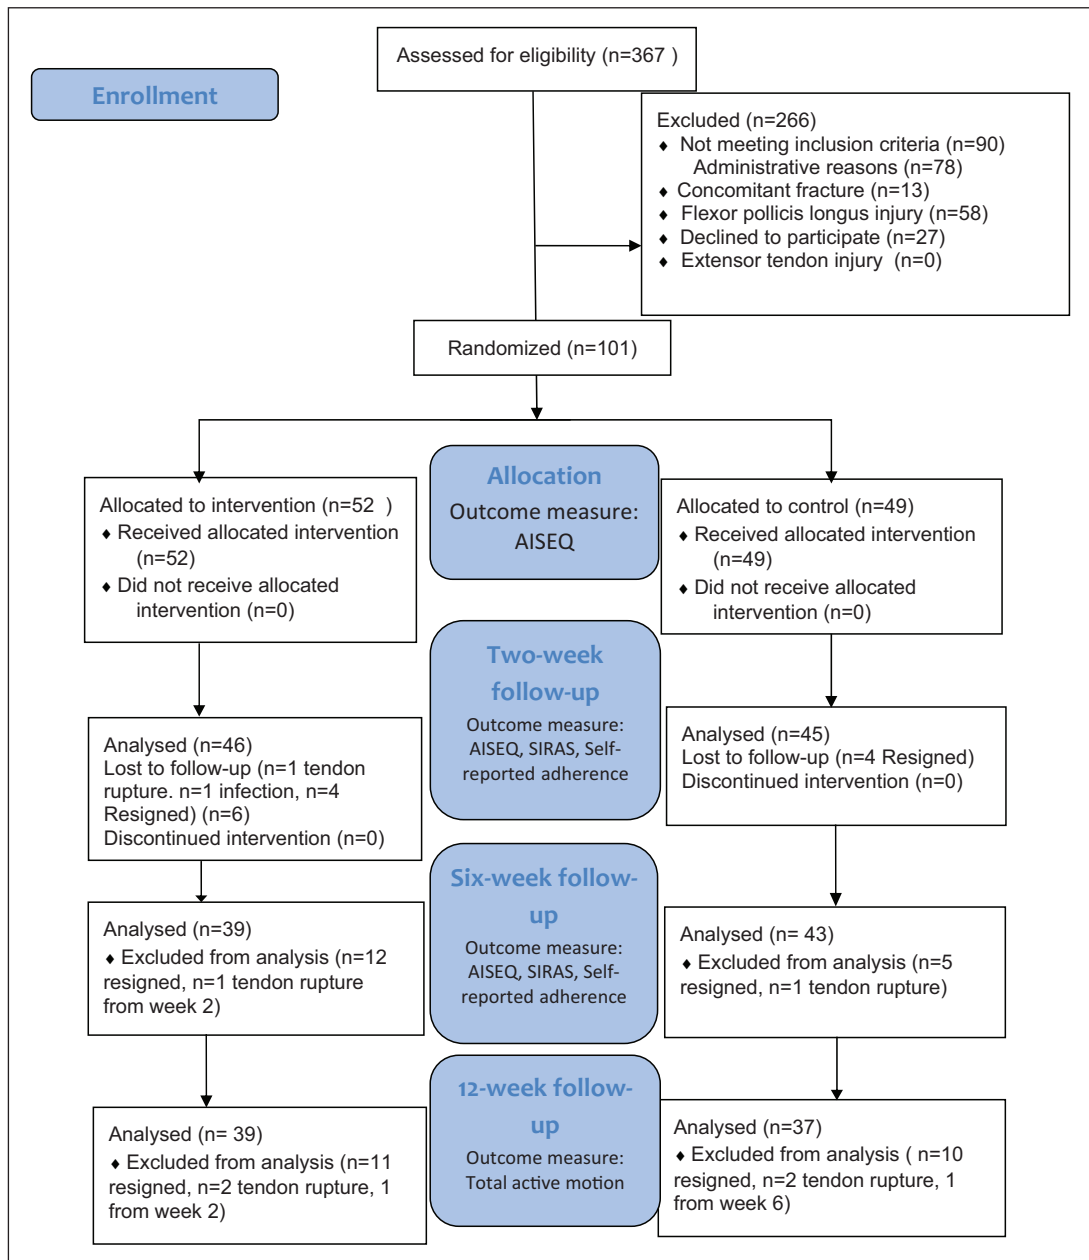 Assessed for eligibility (n=367 )
Enrollment
Excluded (n=266)
♦ Not meeting inclusion criteria (n=90)
Administrative reasons (n=78)
♦ Concomitant fracture (n=13)
♦ Flexor pollicis longus injury (n=58)
♦ Declined to participate (n=27)
♦ Extensor tendon injury (n=0)
Randomized (n=101)
Allocation
Outcome measure:
AISEQ
Allocated to intervention (n=52 )
♦ Received allocated intervention
(n=52)
♦ Did not receive allocated
intervention (n=0)
Allocated to control (n=49)
♦ Received allocated intervention
(n=49)
♦ Did not receive allocated
intervention (n=0)
Two-week
follow-up
Outcome measure:
AISEQ, SIRAS, Self-
reported adherence
Analysed (n=46)
Lost to follow-up (n=1 tendon
rupture. n=1 infection, n=4
Resigned) (n=6)
Discontinued intervention (n=0)
Analysed (n=45)
Lost to follow-up (n=4 Resigned)
Discontinued intervention (n=0)
Six-week follow-
up
Outcome measure:
AISEQ, SIRAS, Self-
reported adherence
Analysed (n=39)
♦ Excluded from analysis (n=12
resigned, n=1 tendon rupture
from week 2)
Analysed (n= 43)
♦ Excluded from analysis (n=5
resigned, n=1 tendon rupture)
12-week follow-
up
Outcome measure:
Total active motion
Analysed (n= 39)
♦ Excluded from analysis (n=11
resigned, n=2 tendon rupture, 1
from week 2)
Analysed (n=37)
♦ Excluded from analysis ( n=10
resigned, n=2 tendon rupture, 1
from week 6)